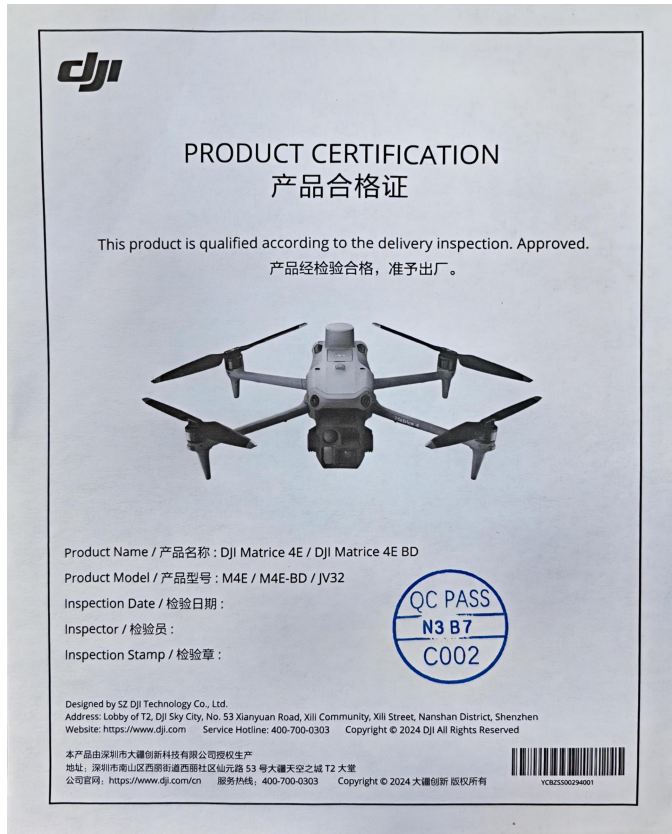 dji
PRODUCT CERTIFICATION
产品合格证
This product is qualified according to the delivery inspection. Approved.
产品经检验合格，准予出厂。
Matrice 4
Product Name / 产品名称 : DJI Matrice 4E / DJI Matrice 4E BD
Product Model / 产品型号 : M4E / M4E-BD / JV32
Inspection Date / 检验日期 :
Inspector / 检验员 :
Inspection Stamp / 检验章 :
QC PASS
N3 B7
C002
Designed by SZ DJI Technology Co., Ltd.
Address: Lobby of T2, DJI Sky City, No. 53 Xianyuan Road, Xili Community, Xili Street, Nanshan District, Shenzhen
Website: https://www.dji.com Service Hotline: 400-700-0303 Copyright © 2024 DJI All Rights Reserved
本产品由深圳市大疆创新科技有限公司授权生产
地址：深圳市南山区西丽街道西丽社区仙元路 53 号大疆天空之城 T2 大堂
公司官网：https://www.dji.com/cn 服务热线：400-700-0303 Copyright © 2024 大疆创新 版权所有
YCBZSS00294001